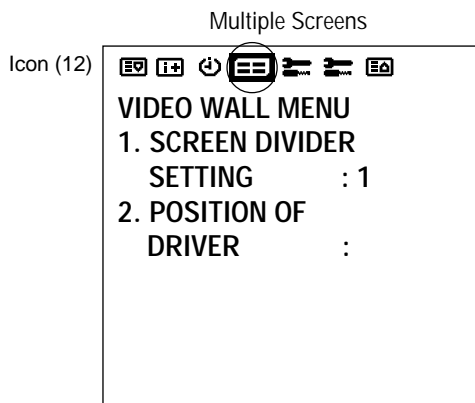 Multiple Screens
Icon (12)
VIDEO WALL MENU
1. SCREEN DIVIDER
SETTING : 1
2. POSITION OF
DRIVER :